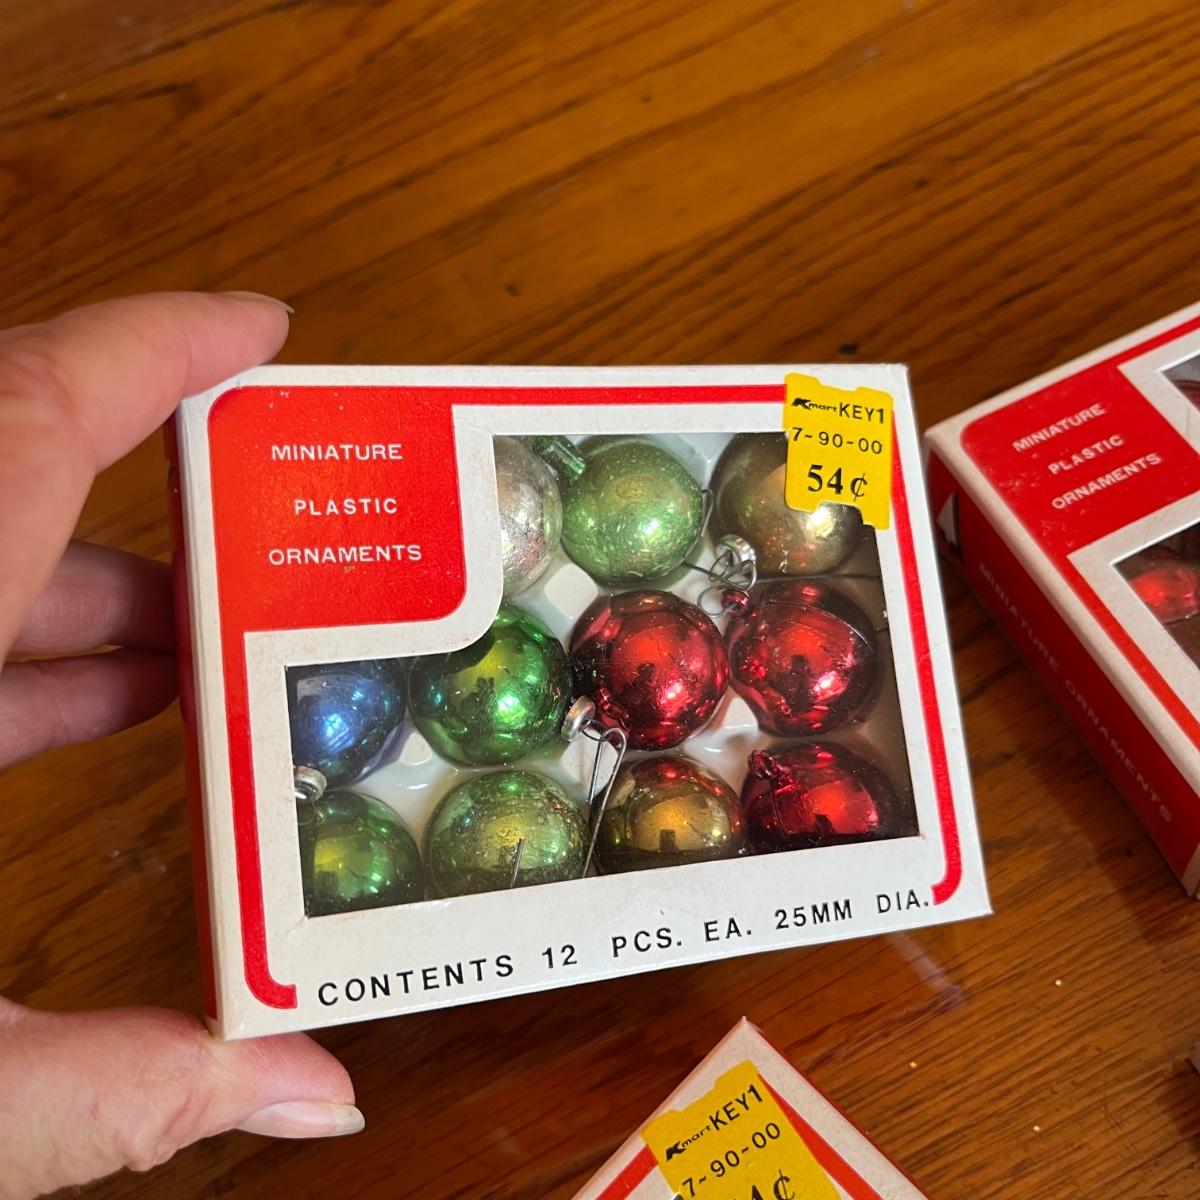 MINIATURE
PLASTIC
ORNAMENTS
Kmart KEY1
7-90-00
54¢
CONTENTS 12 PCS. EA. 25MM DIA.
MINIATURE
PLASTIC
ORNAMENTS
MINIATURE ORNAMENTS
Kmart KEY1
7-90-00
4¢